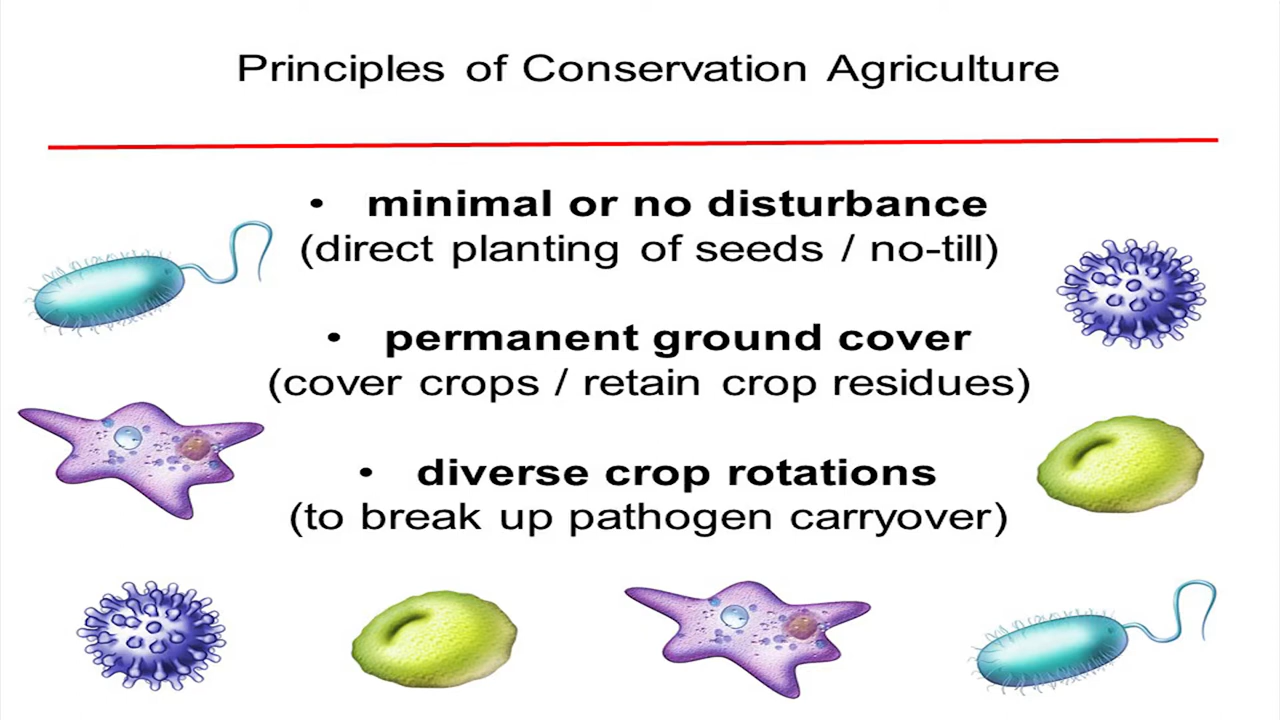 Principles of Conservation Agriculture
• minimal or no disturbance
(direct planting of seeds / no-till)
• permanent ground cover
(cover crops / retain crop residues)
• diverse crop rotations
(to break up pathogen carryover)